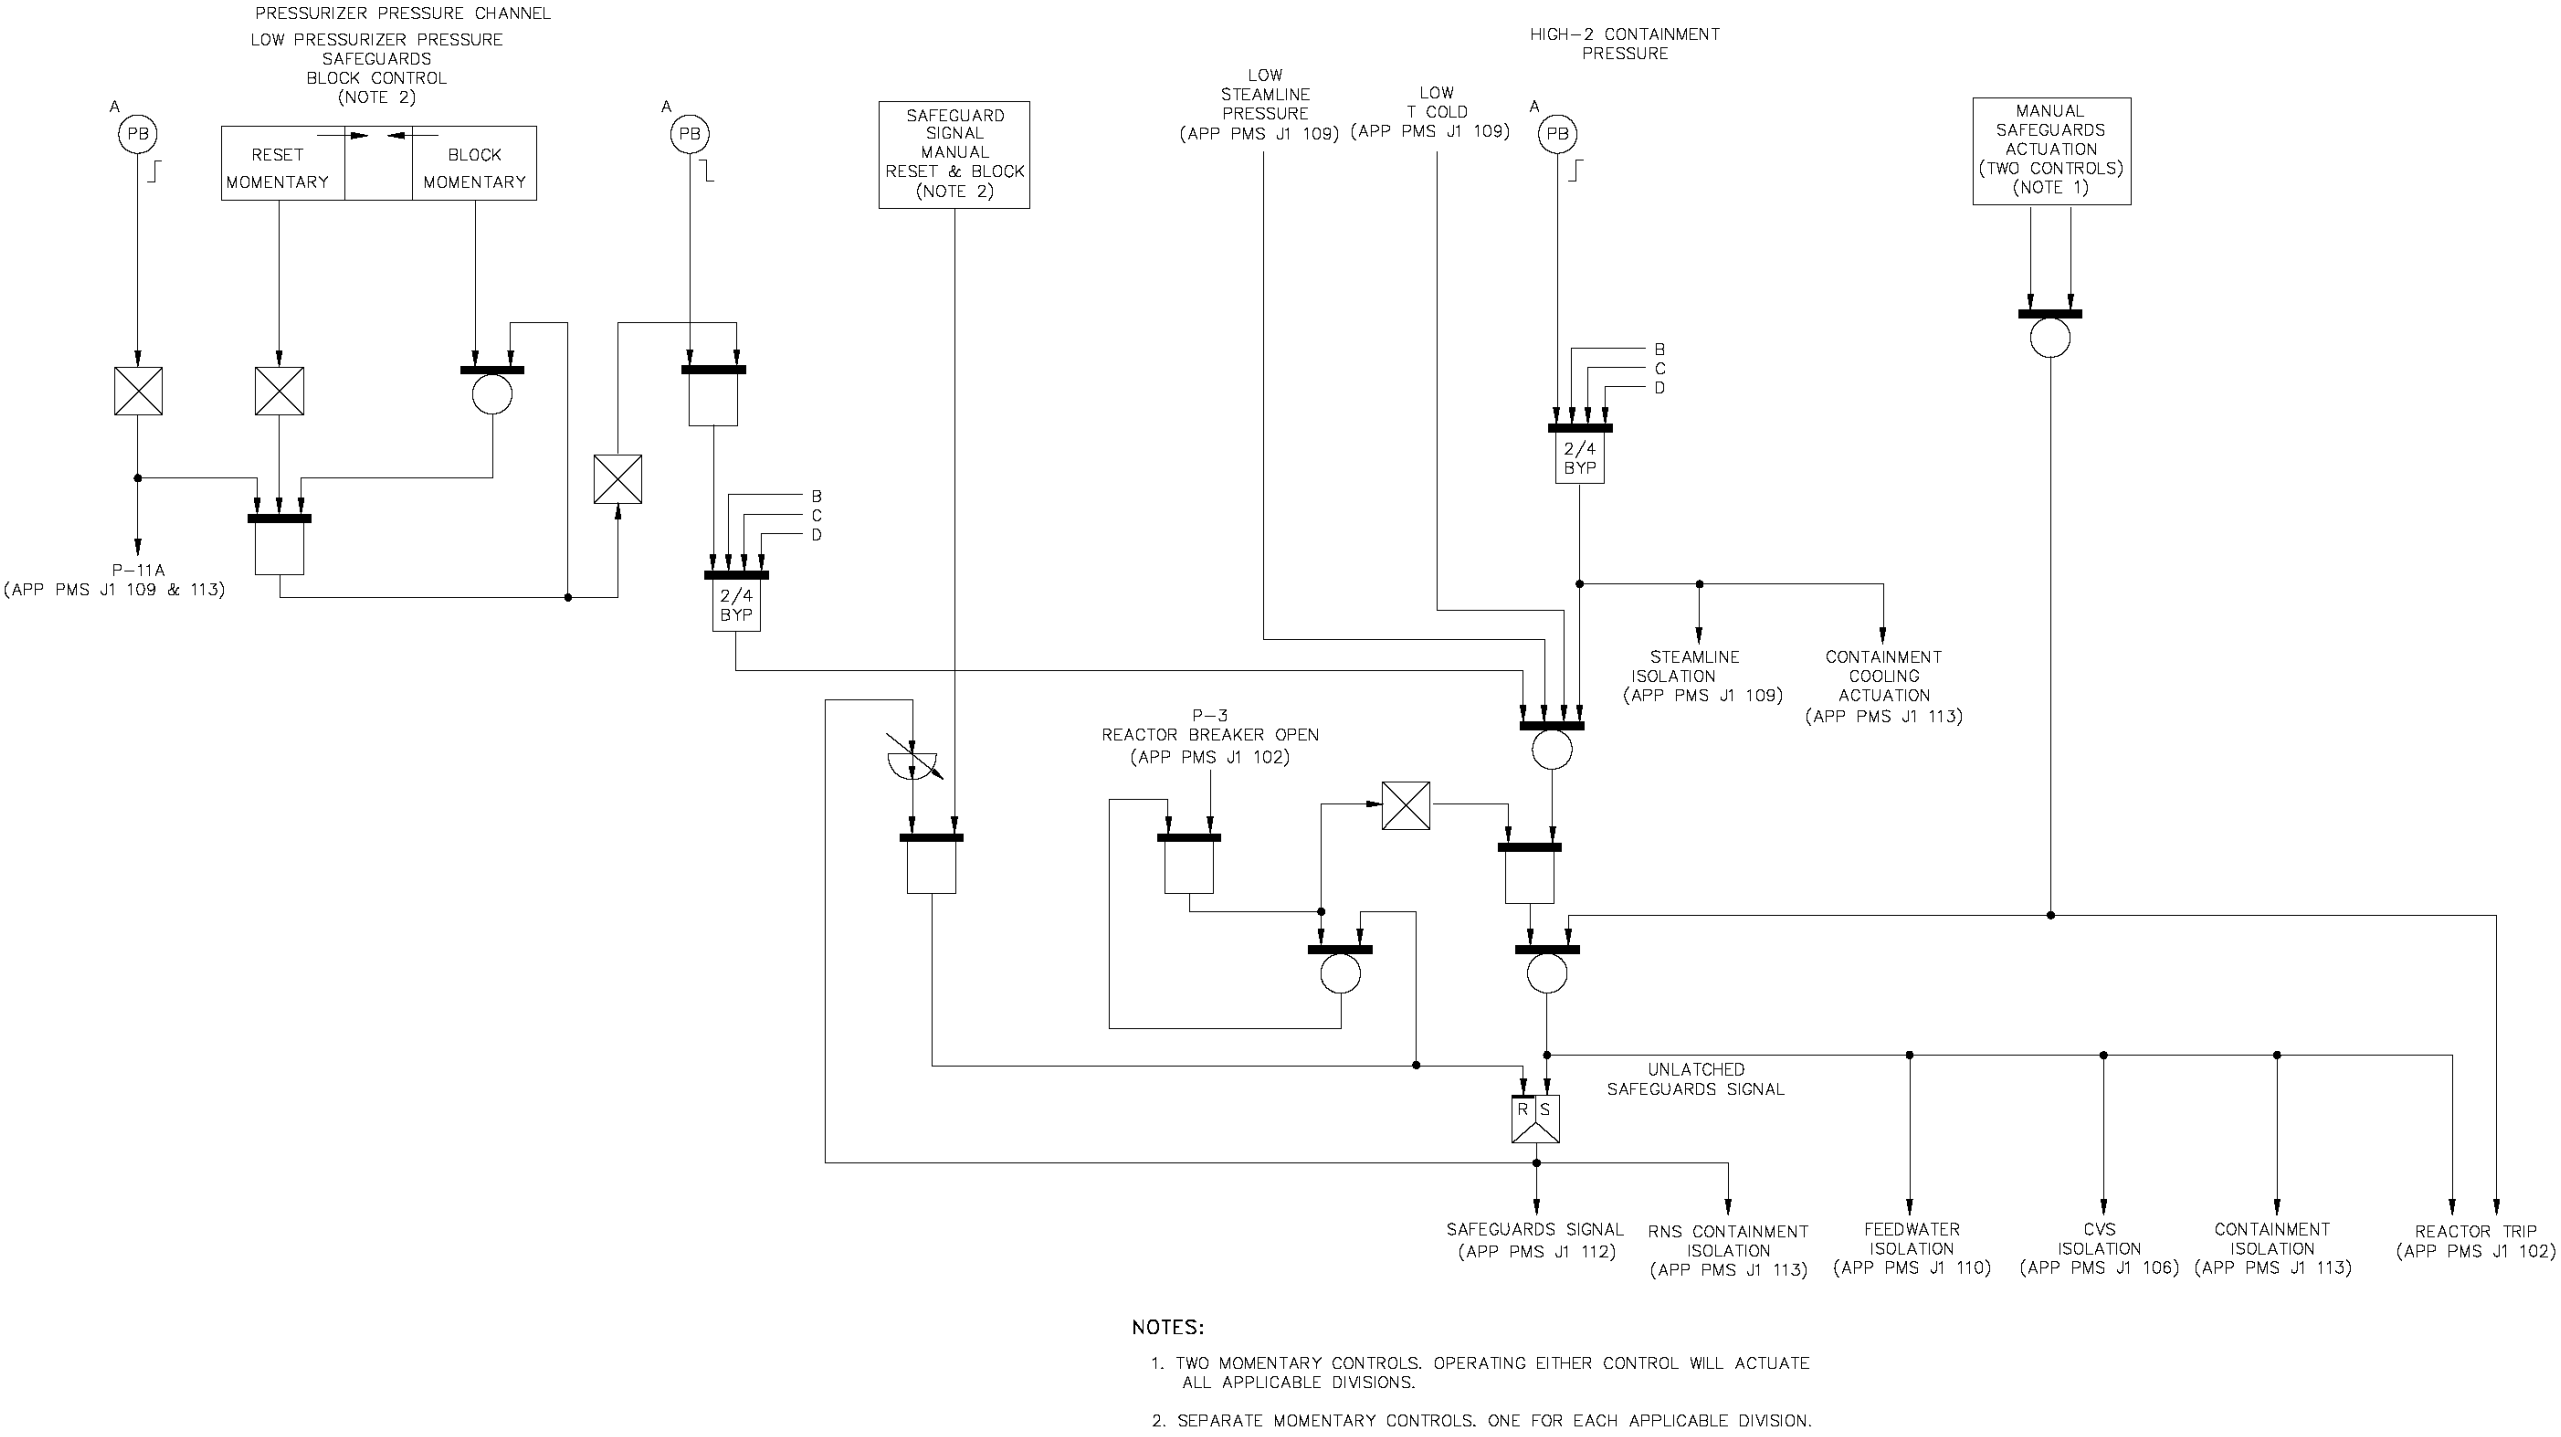 PRESSURIZER PRESSURE CHANNEL
LOW PRESSURIZER PRESSURE
SAFEGUARDS
BLOCK CONTROL
(NOTE 2)
A
PB
RESET
MOMENTARY
BLOCK
MOMENTARY
A
PB
SAFEGUARD
SIGNAL
MANUAL
RESET & BLOCK
(NOTE 2)
LOW
STEAMLINE
PRESSURE
(APP PMS J1 109)
LOW
T COLD
(APP PMS J1 109)
HIGH-2 CONTAINMENT
PRESSURE
A
PB
MANUAL
SAFEGUARDS
ACTUATION
(TWO CONTROLS)
(NOTE 1)
B
C
D
2/4
BYP
B
C
D
2/4
BYP
P-11A
(APP PMS J1 109 & 113)
STEAMLINE
ISOLATION
(APP PMS J1 109)
CONTAINMENT
COOLING
ACTUATION
(APP PMS J1 113)
P-3
REACTOR BREAKER OPEN
(APP PMS J1 102)
UNLATCHED
SAFEGUARDS SIGNAL
R S
SAFEGUARDS SIGNAL
(APP PMS J1 112)
RNS CONTAINMENT
ISOLATION
(APP PMS J1 113)
FEEDWATER
ISOLATION
(APP PMS J1 110)
CVS
ISOLATION
(APP PMS J1 106)
CONTAINMENT
ISOLATION
(APP PMS J1 113)
REACTOR TRIP
(APP PMS J1 102)
NOTES:
1. TWO MOMENTARY CONTROLS. OPERATING EITHER CONTROL WILL ACTUATE
ALL APPLICABLE DIVISIONS.
2. SEPARATE MOMENTARY CONTROLS. ONE FOR EACH APPLICABLE DIVISION.